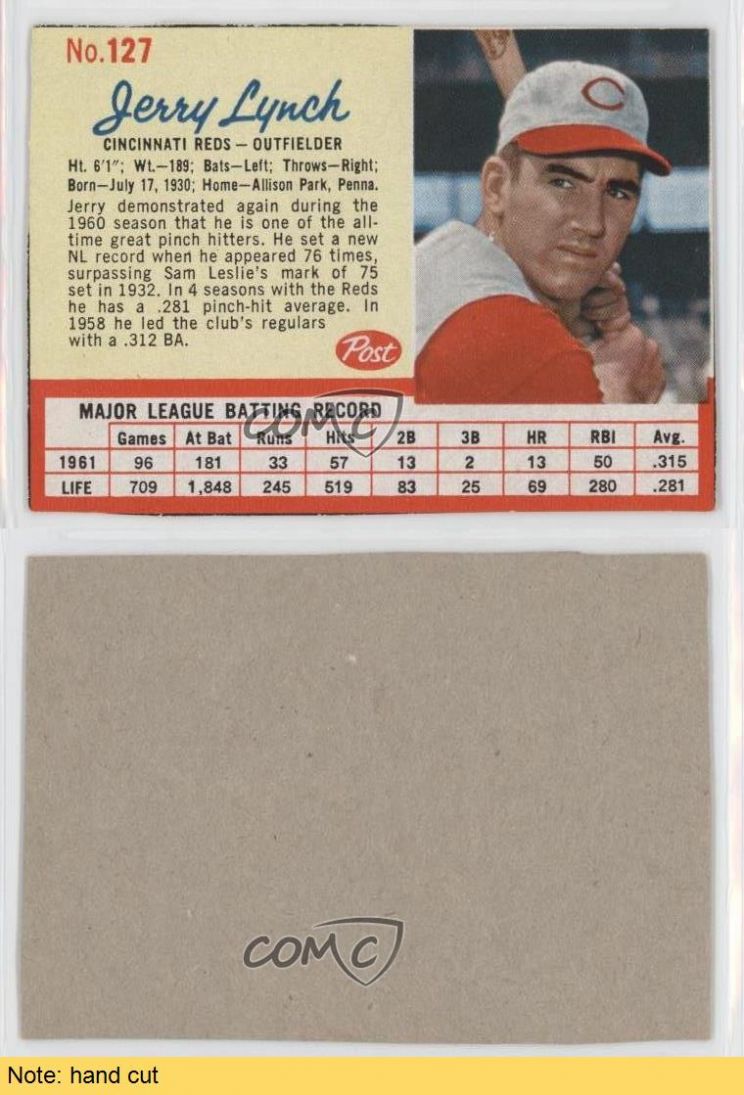 No.127
Jerry Lynch
CINCINNATI REDS — OUTFIELDER
Ht. 6'1"; Wt.—189; Bats—Left; Throws—Right;
Born—July 17, 1930; Home—Allison Park, Penna.
Jerry demonstrated again during the
1960 season that he is one of the all-
time great pinch hitters. He set a new
NL record when he appeared 76 times,
surpassing Sam Leslie's mark of 75
set in 1932. In 4 seasons with the Reds
he has a .281 pinch-hit average. In
1958 he led the club's regulars
with a .312 BA.
Post
C
MAJOR LEAGUE BATTING RECORD
Games At Bat Runs Hits 2B 3B HR RBI Avg.
1961 96 181 33 57 13 2 13 50 .315
LIFE 709 1,848 245 519 83 25 69 280 .281
COMC
COMC
Note: hand cut